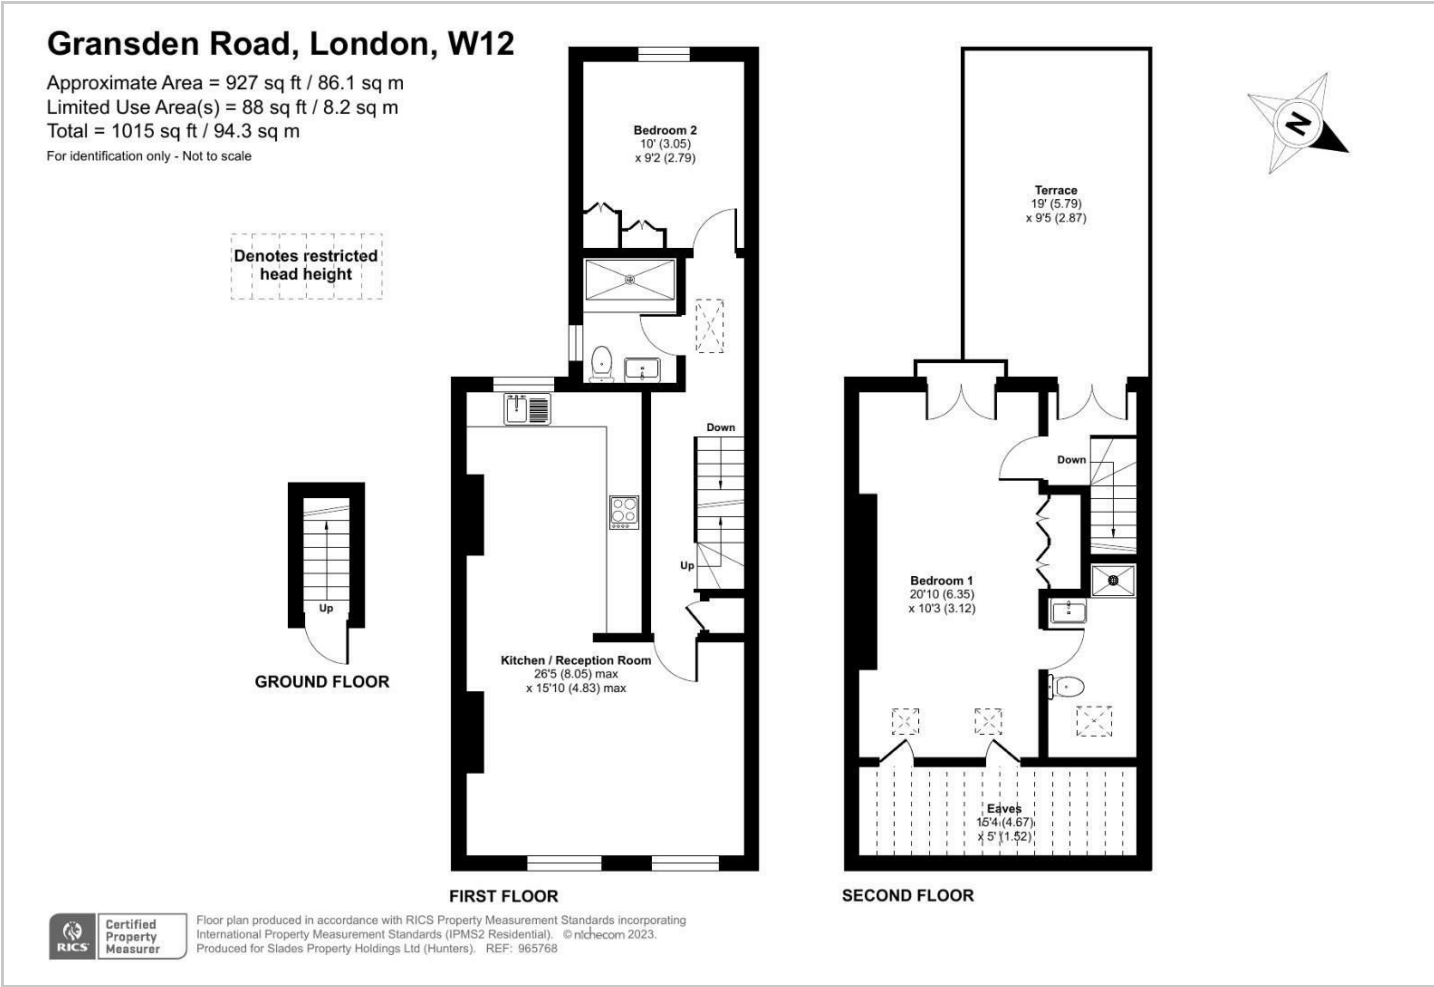 Gransden Road, London, W12
Approximate Area = 927 sq ft / 86.1 sq m
Limited Use Area(s) = 88 sq ft / 8.2 sq m
Total = 1015 sq ft / 94.3 sq m
For identification only - Not to scale
Denotes restricted
head height
Bedroom 2
10' (3.05)
x 9'2 (2.79)
Down
Up
Kitchen / Reception Room
26'5 (8.05) max
x 15'10 (4.83) max
FIRST FLOOR
Up
GROUND FLOOR
N
Terrace
19' (5.79)
x 9'5 (2.87)
Down
Bedroom 1
20'10 (6.35)
x 10'3 (3.12)
Eaves
15'4 (4.67)
x 5' (1.52)
SECOND FLOOR
RICS
Certified
Property
Measurer
Floor plan produced in accordance with RICS Property Measurement Standards incorporating
International Property Measurement Standards (IPMS2 Residential). © nichecom 2023.
Produced for Slades Property Holdings Ltd (Hunters). REF: 965768